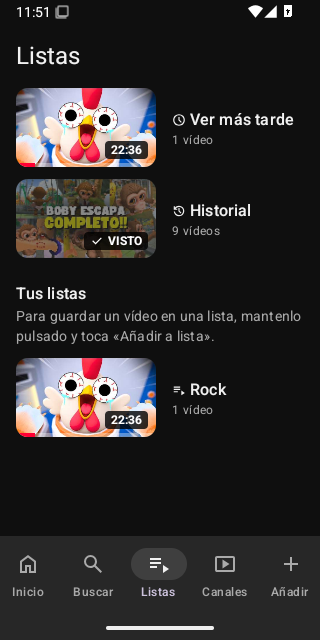 11:51
Listas
22:36
Ver más tarde
1 vídeo
BOBY ESCAPA
COMPLETO!!
VISTO
Historial
9 vídeos
Tus listas
Para guardar un vídeo en una lista, mantenlo
pulsado y toca «Añadir a lista».
22:36
Rock
1 vídeo
Inicio
Buscar
Listas
Canales
Añadir